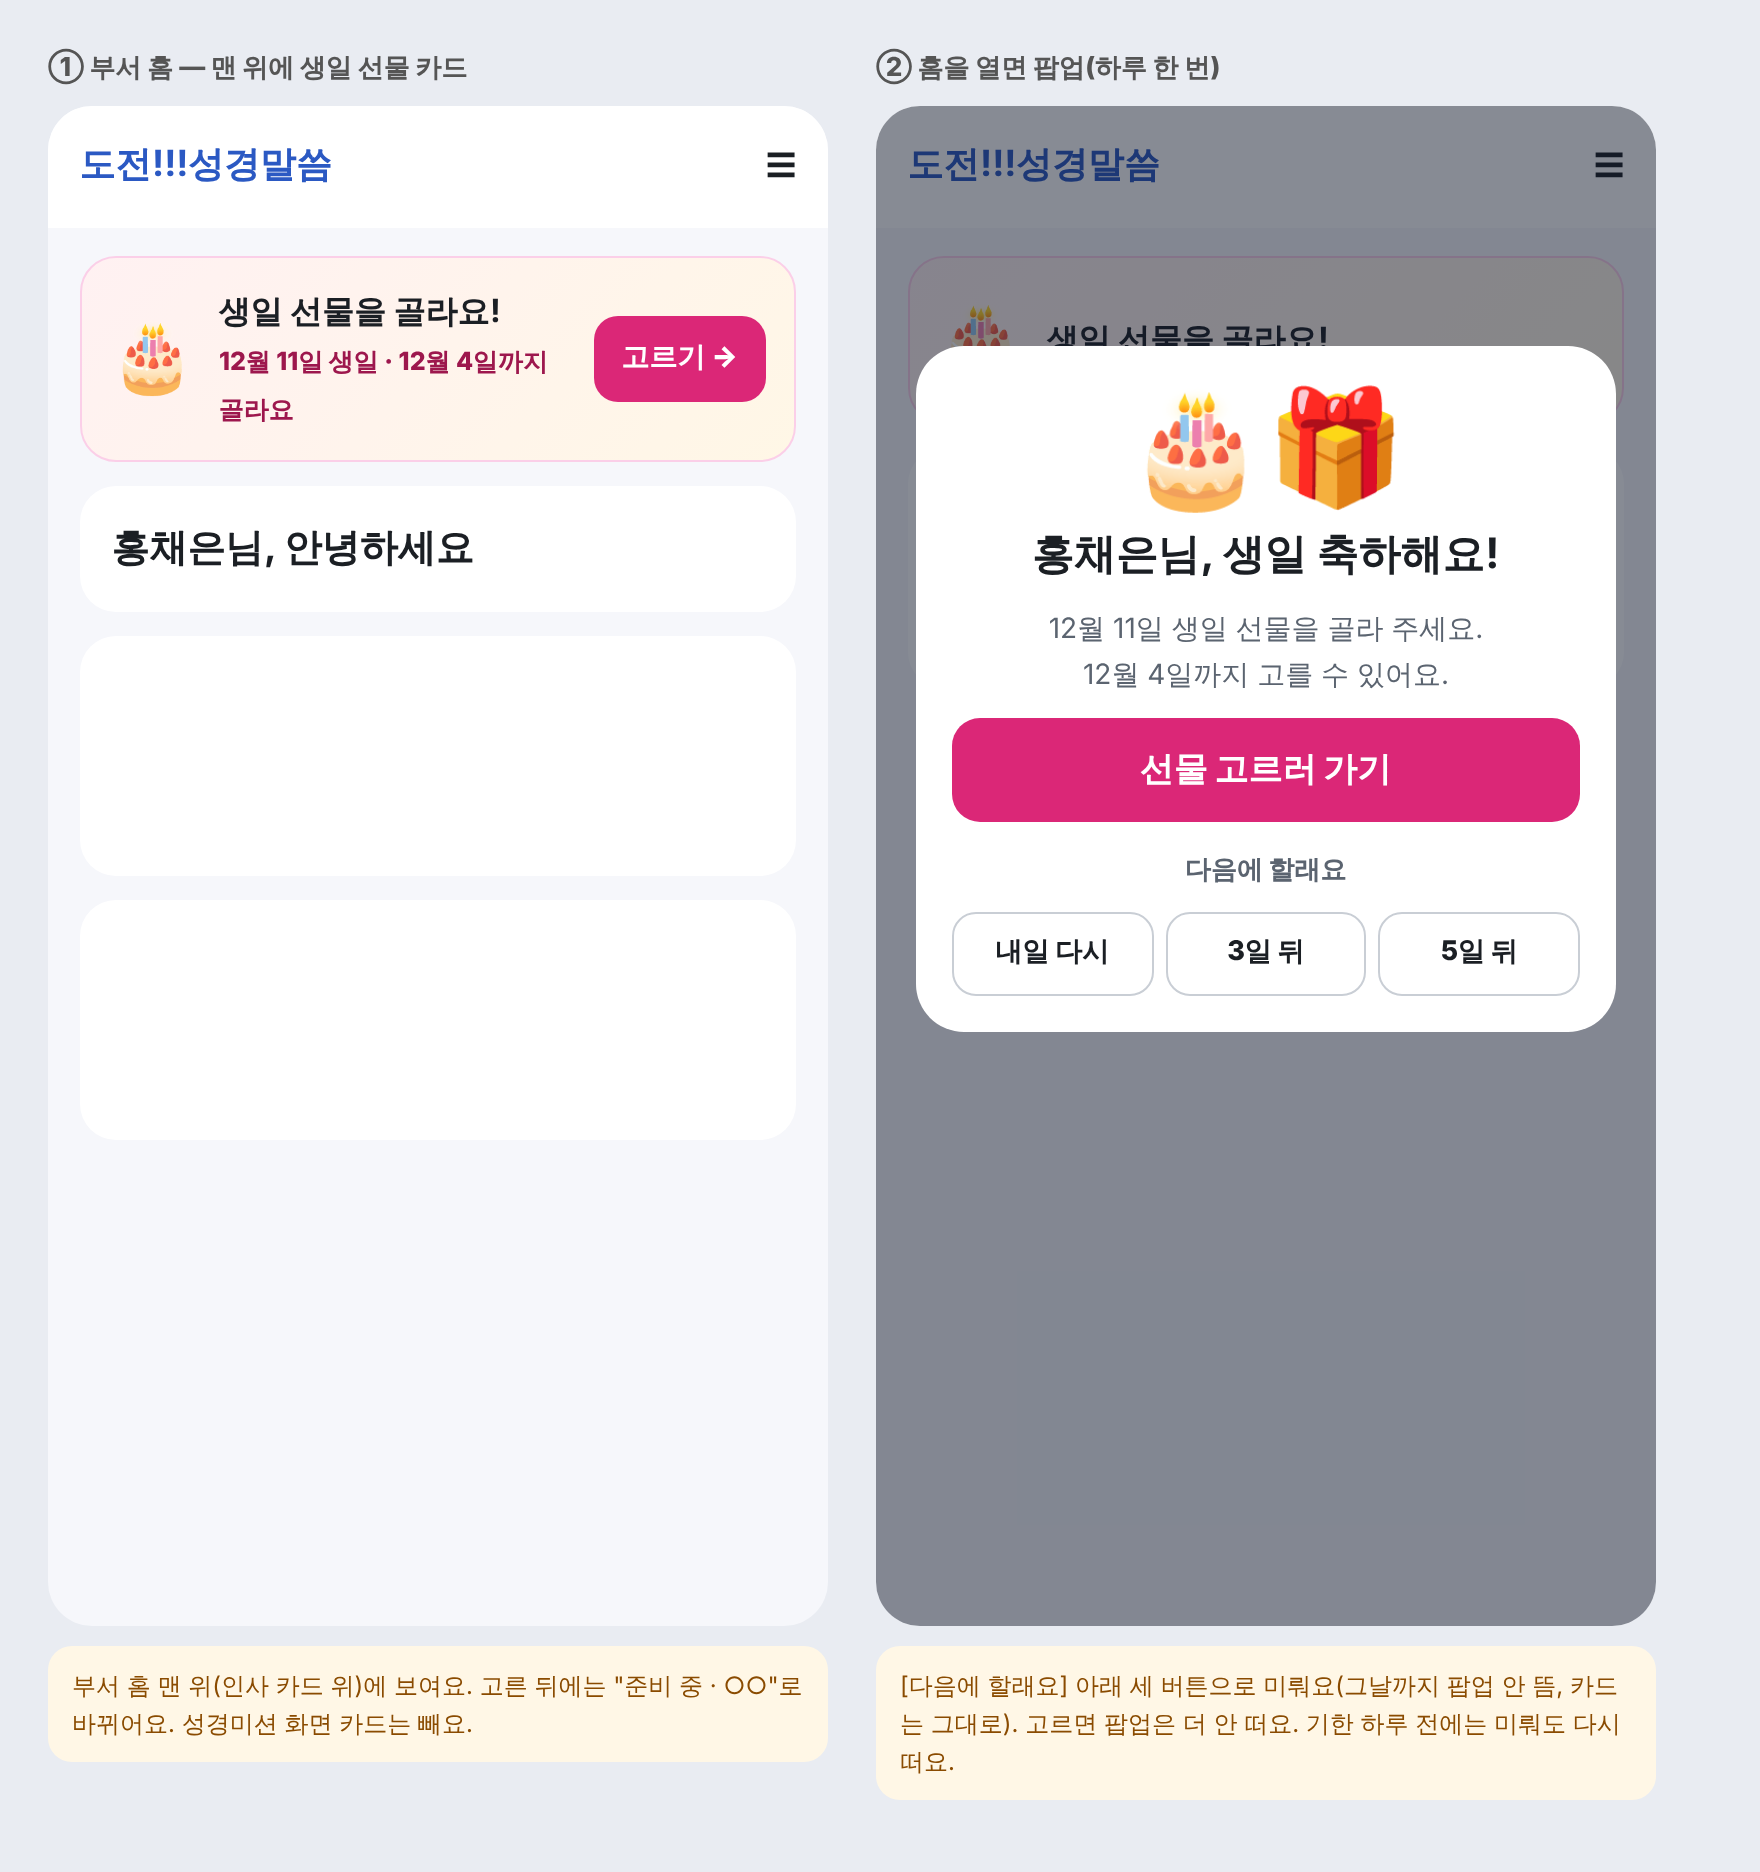 ① 부서 홈 — 맨 위에 생일 선물 카드
도전!!!성경말씀
☰
생일 선물을 골라요!
12월 11일 생일 · 12월 4일까지
골라요
고르기 →
홍채은님, 안녕하세요
부서 홈 맨 위(인사 카드 위)에 보여요. 고른 뒤에는 "준비 중 · ○○"로
바뀌어요. 성경미션 화면 카드는 빼요.
② 홈을 열면 팝업(하루 한 번)
도전!!!성경말씀
☰
생일 선물을 골라요!
홍채은님, 생일 축하해요!
12월 11일 생일 선물을 골라 주세요.
12월 4일까지 고를 수 있어요.
선물 고르러 가기
다음에 할래요
내일 다시
3일 뒤
5일 뒤
[다음에 할래요] 아래 세 버튼으로 미뤄요(그날까지 팝업 안 뜸, 카드
는 그대로). 고르면 팝업은 더 안 떠요. 기한 하루 전에는 미뤄도 다시
떠요.